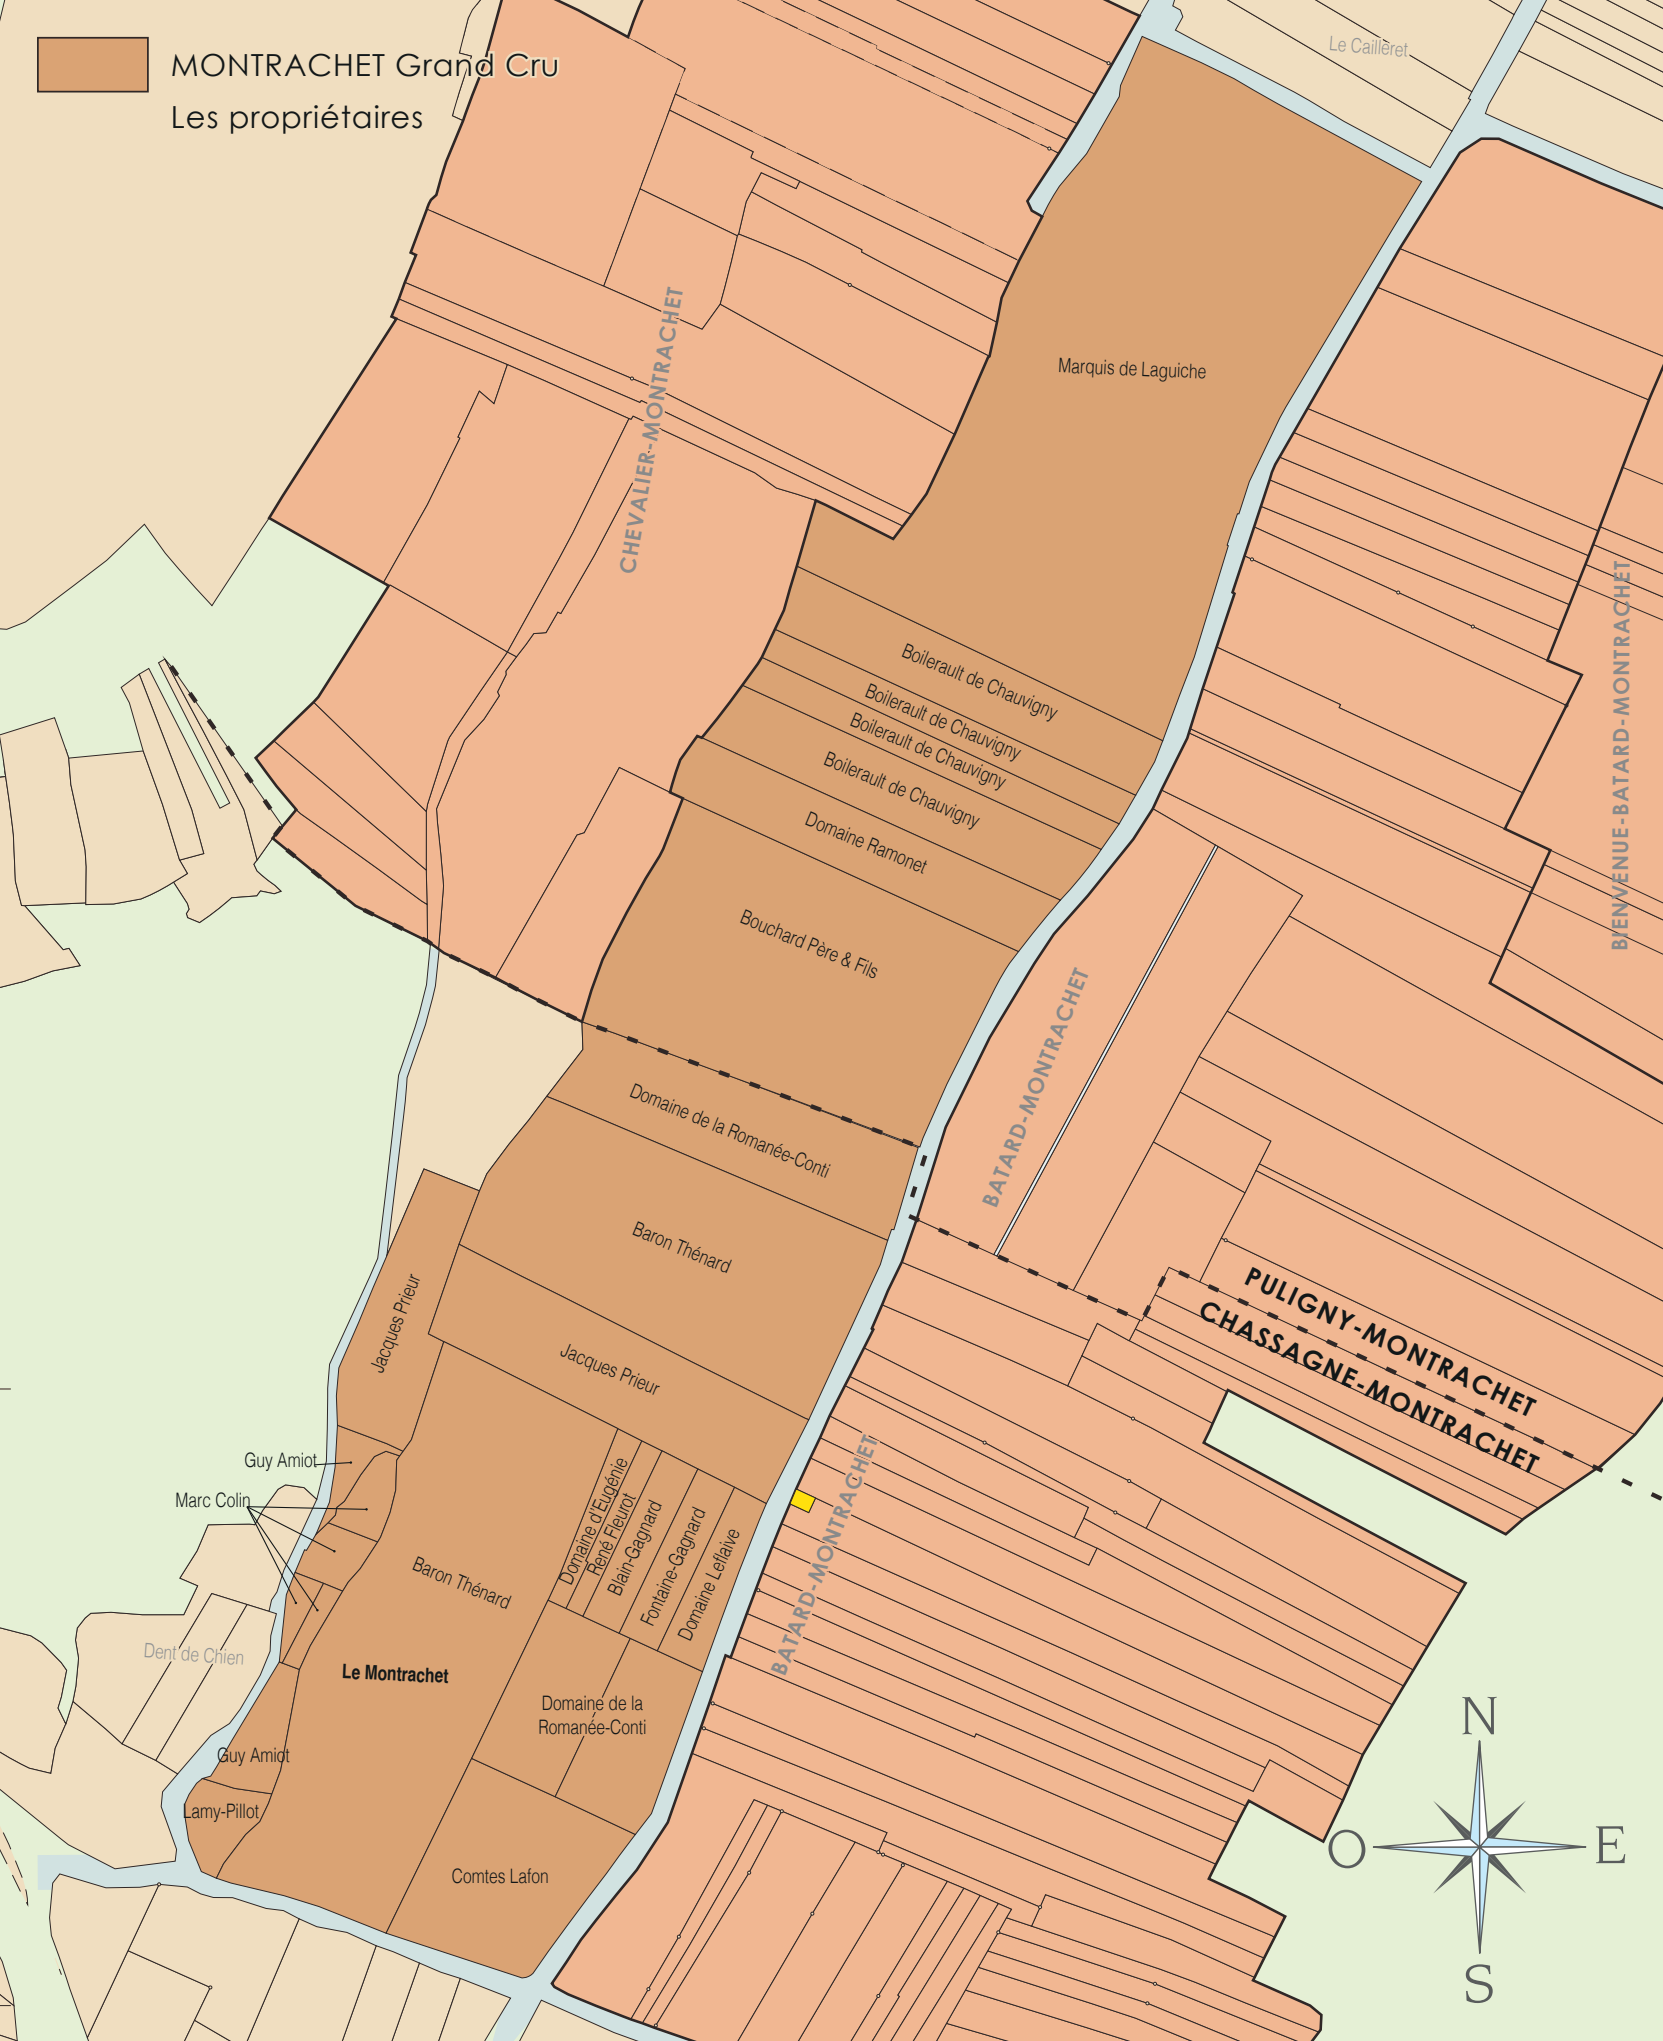 MONTRACHET Grand Cru
Les propriétaires
Le Cailleret
Marquis de Laguiche
CHEVALIER-MONTRACHET
BIENVENUE-BATARD-MONTRACHET
Boilerault de Chauvigny
Boilerault de Chauvigny
Boilerault de Chauvigny
Boilerault de Chauvigny
Domaine Ramonet
Bouchard Père & Fils
BATARD-MONTRACHET
Domaine de la Romanée-Conti
Baron Thénard
Jacques Prieur
Jacques Prieur
PULIGNY-MONTRACHET
CHASSAGNE-MONTRACHET
Guy Amiot
Marc Colin
Domaine d'Eugénie
René Fleurot
Blain-Gagnard
Fontaine-Gagnard
Domaine Leflaive
BATARD-MONTRACHET
Baron Thénard
Dent de Chien
Le Montrachet
Domaine de la
Romanée-Conti
Guy Amiot
Lamy-Pillot
Comtes Lafon
N
O
E
S